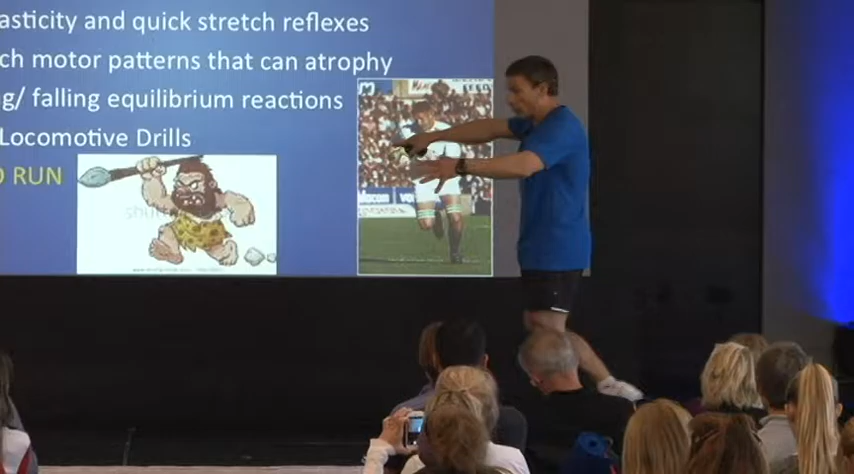 asticity and quick stretch reflexes
ch motor patterns that can atrophy
g/ falling equilibrium reactions
Locomotive Drills
RUN